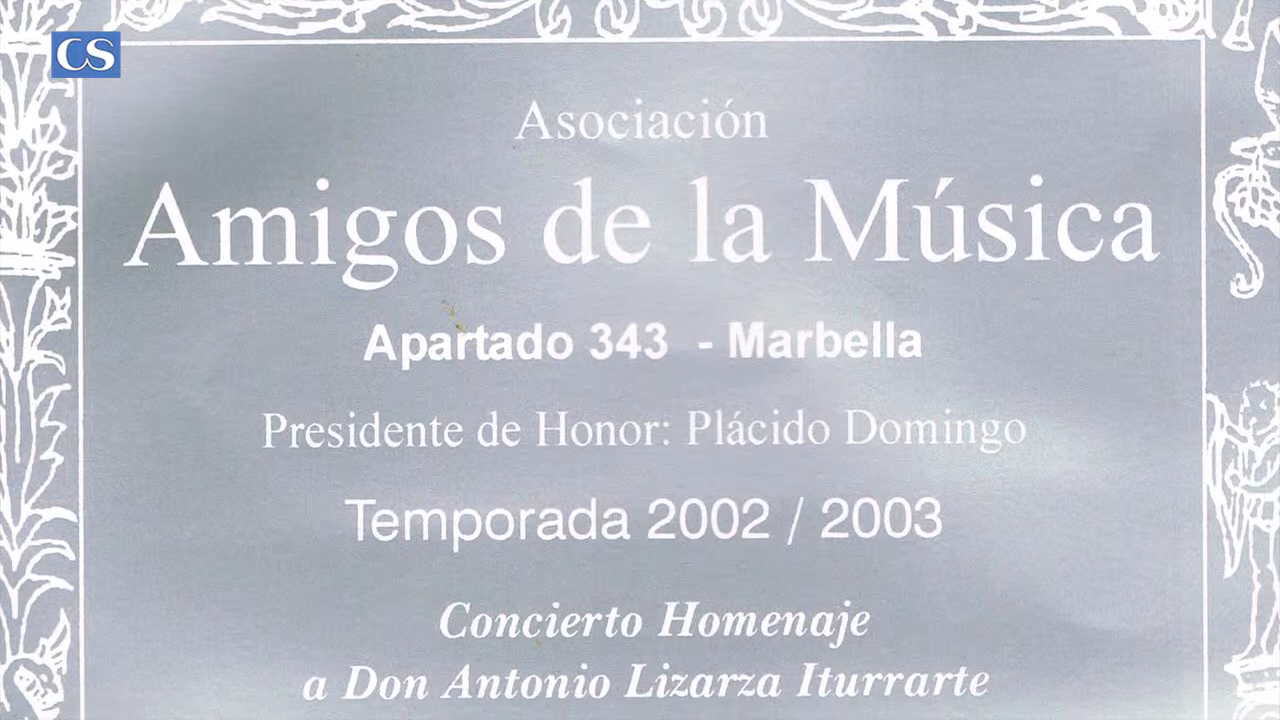 CS
Asociación
Amigos de la Música
Apartado 343 - Marbella
Presidente de Honor: Plácido Domingo
Temporada 2002 / 2003
Concierto Homenaje
a Don Antonio Lizarza Iturrarte